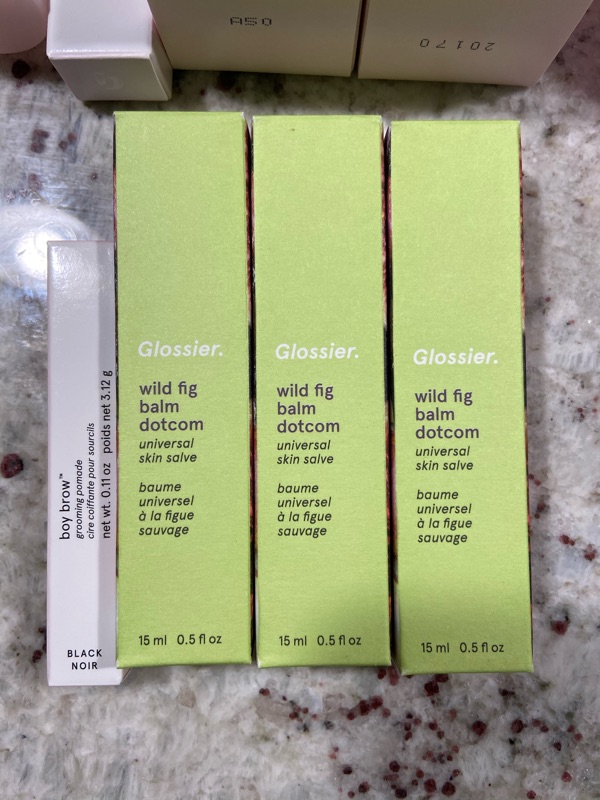 A50
20170
boy brow™
grooming pomade
cire coiffante pour sourcils
net wt. 0.11 oz poids net 3.12 g
BLACK
NOIR
Glossier.
wild fig
balm
dotcom
universal
skin salve
baume
universel
à la figue
sauvage
15 ml 0.5 fl oz
Glossier.
wild fig
balm
dotcom
universal
skin salve
baume
universel
à la figue
sauvage
15 ml 0.5 fl oz
Glossier.
wild fig
balm
dotcom
universal
skin salve
baume
universel
à la figue
sauvage
15 ml 0.5 fl oz